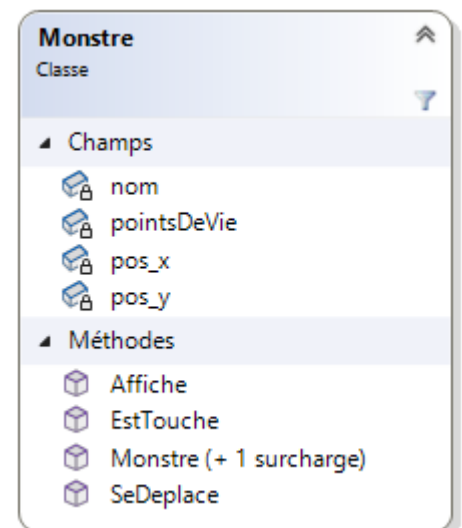 Monstre
Classe
Champs
nom
pointsDeVie
pos_x
pos_y
Méthodes
Affiche
EstTouche
Monstre (+ 1 surcharge)
SeDeplace